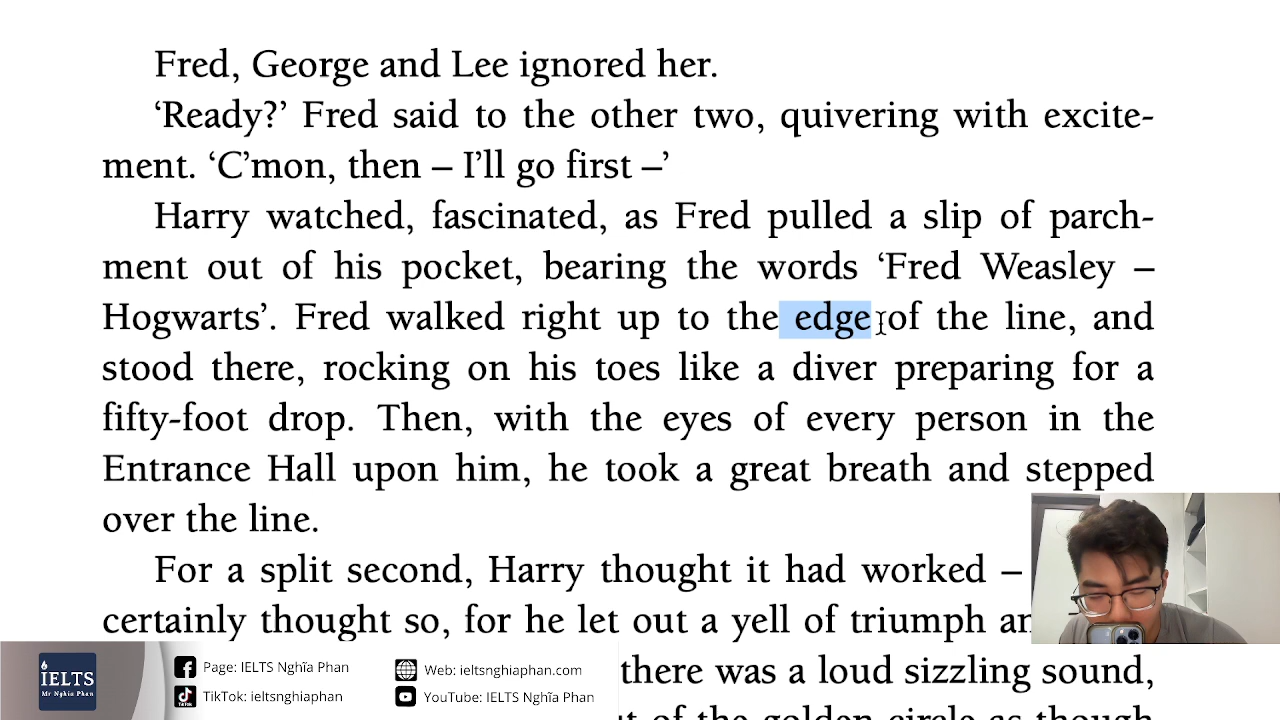 Fred, George and Lee ignored her.
‘Ready?’ Fred said to the other two, quivering with excite-
ment. ‘C’mon, then – I’ll go first –’
Harry watched, fascinated, as Fred pulled a slip of parch-
ment out of his pocket, bearing the words ‘Fred Weasley –
Hogwarts’. Fred walked right up to the edge of the line, and
stood there, rocking on his toes like a diver preparing for a
fifty-foot drop. Then, with the eyes of every person in the
Entrance Hall upon him, he took a great breath and stepped
over the line.
For a split second, Harry thought it had worked –
certainly thought so, for he let out a yell of triumph
there was a loud sizzling sound,
of the golden circle as though
IELTS
Mr Nghia Phan
Page: IELTS Nghĩa Phan
TikTok: ieltsnghiaphan
Web: ieltsnghiaphan.com
YouTube: IELTS Nghĩa Phan